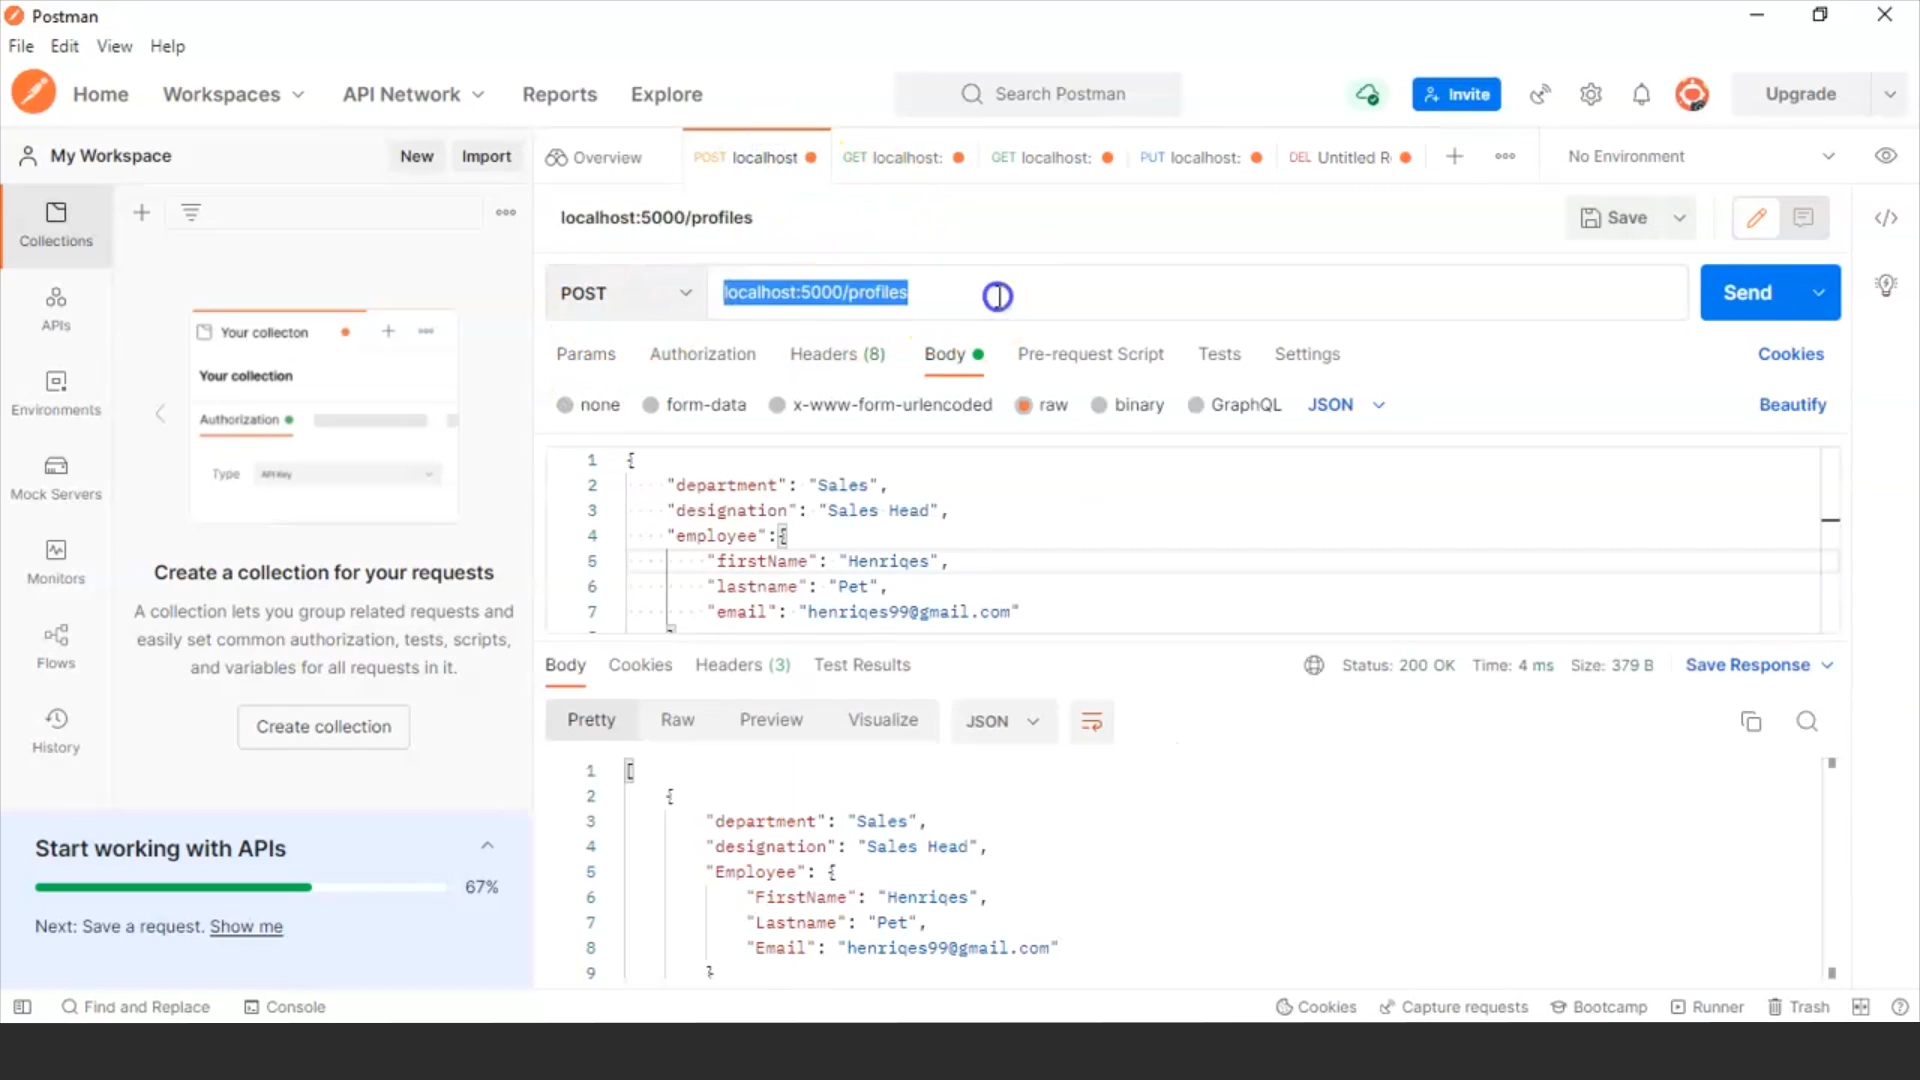 Postman
File Edit View Help
Home Workspaces API Network Reports Explore Search Postman Invite Upgrade
My Workspace New Import
Overview POST localhost GET localhost: GET localhost: PUT localhost: DEL Untitled R No Environment
Collections
APIs
Environments
Mock Servers
Monitors
Flows
History
Your collecton
Your collection
Authorization
Type API Key
Create a collection for your requests
A collection lets you group related requests and
easily set common authorization, tests, scripts,
and variables for all requests in it.
Create collection
Start working with APIs
67%
Next: Save a request. Show me
localhost:5000/profiles Save
POST localhost:5000/profiles Send
Params Authorization Headers (8) Body Pre-request Script Tests Settings Cookies
none form-data x-www-form-urlencoded raw binary GraphQL JSON Beautify
1 {
2 "department": "Sales",
3 "designation": "Sales Head",
4 "employee":{
5 "firstName": "Henriqes",
6 "lastname": "Pet",
7 "email": "henriqes99@gmail.com"
Body Cookies Headers (3) Test Results Status: 200 OK Time: 4 ms Size: 379 B Save Response
Pretty Raw Preview Visualize JSON
1 [
2 {
3 "department": "Sales",
4 "designation": "Sales Head",
5 "Employee": {
6 "FirstName": "Henriqes",
7 "Lastname": "Pet",
8 "Email": "henriqes99@gmail.com"
9 }
Find and Replace Console Cookies Capture requests Bootcamp Runner Trash